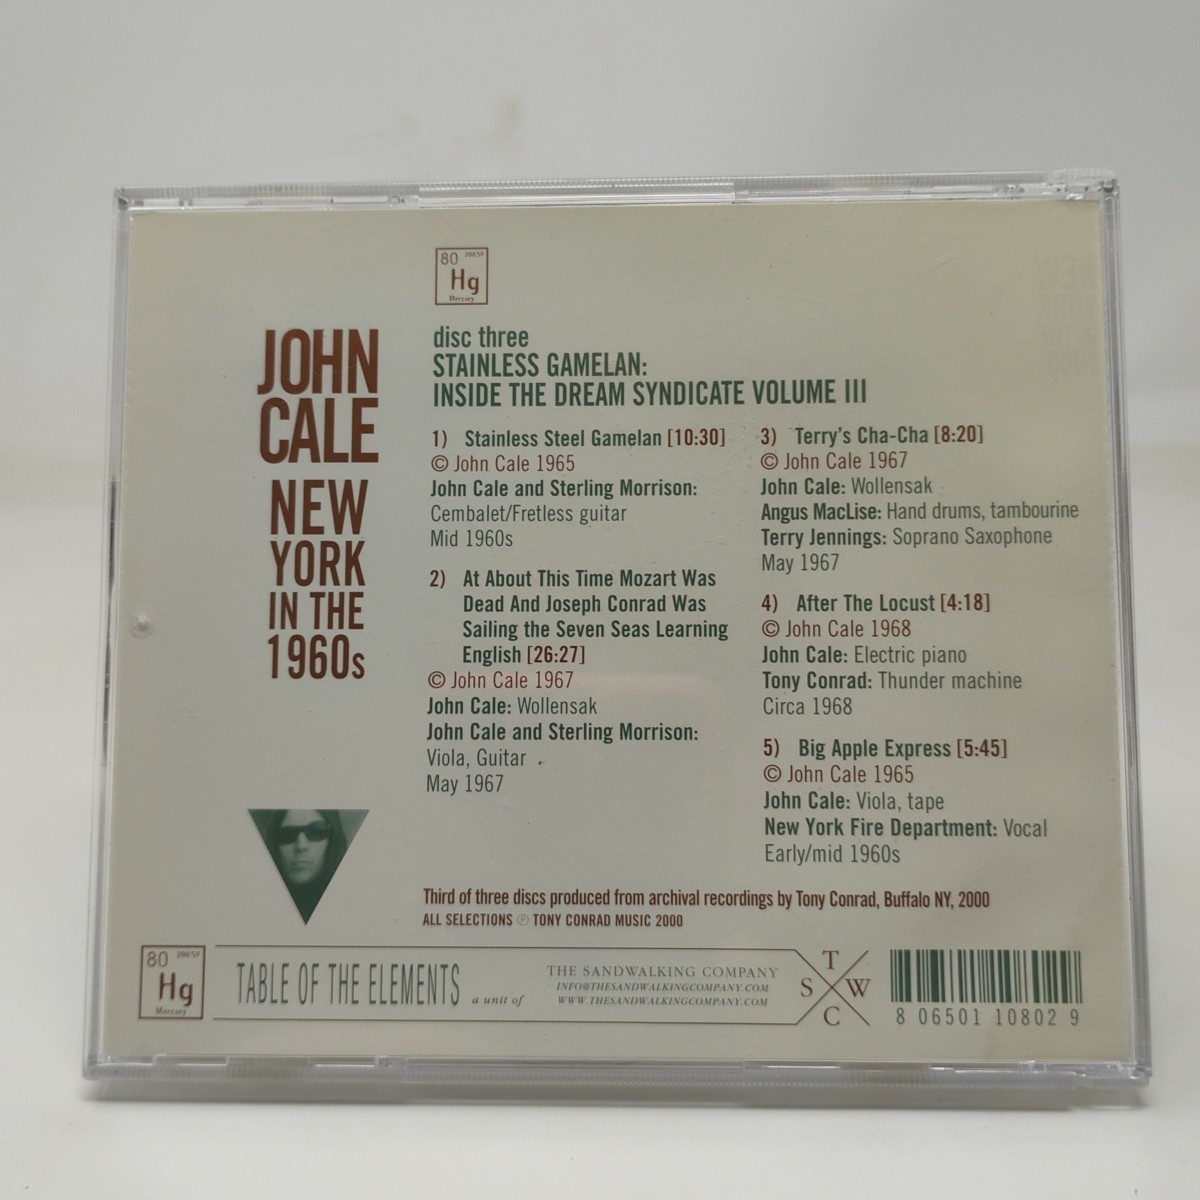 JOHN
CALE
NEW
YORK
IN THE
1960s
80 200.59
Hg
Mercury
disc three
STAINLESS GAMELAN:
INSIDE THE DREAM SYNDICATE VOLUME III
1) Stainless Steel Gamelan [10:30]
© John Cale 1965
John Cale and Sterling Morrison:
Cembalet/Fretless guitar
Mid 1960s
2) At About This Time Mozart Was
Dead And Joseph Conrad Was
Sailing the Seven Seas Learning
English [26:27]
© John Cale 1967
John Cale: Wollensak
John Cale and Sterling Morrison:
Viola, Guitar
May 1967
3) Terry's Cha-Cha [8:20]
© John Cale 1967
John Cale: Wollensak
Angus MacLise: Hand drums, tambourine
Terry Jennings: Soprano Saxophone
May 1967
4) After The Locust [4:18]
© John Cale 1968
John Cale: Electric piano
Tony Conrad: Thunder machine
Circa 1968
5) Big Apple Express [5:45]
© John Cale 1965
John Cale: Viola, tape
New York Fire Department: Vocal
Early/mid 1960s
Third of three discs produced from archival recordings by Tony Conrad, Buffalo NY, 2000
ALL SELECTIONS ℗ TONY CONRAD MUSIC 2000
80 200.59
Hg
Mercury
TABLE OF THE ELEMENTS a unit of
THE SANDWALKING COMPANY
INFO@THESANDWALKINGCOMPANY.COM
WWW.THESANDWALKINGCOMPANY.COM
T
S W
C
8 06501 10802 9